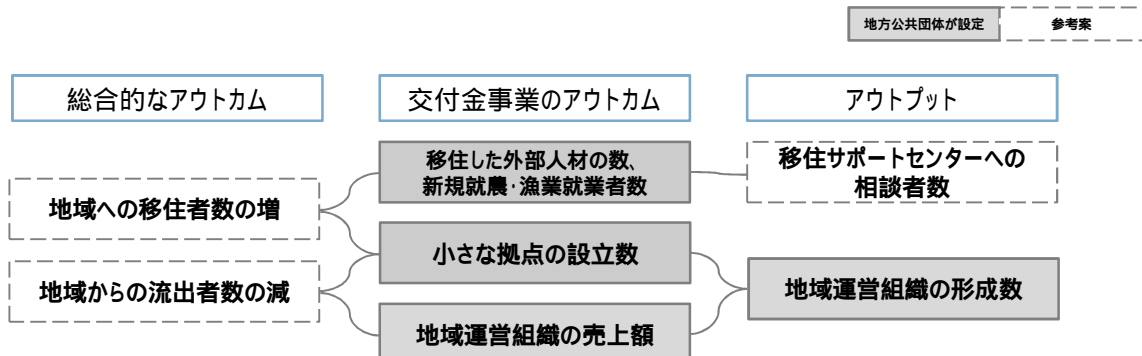 地方公共団体が設定
参考案
総合的なアウトカム
交付金事業のアウトカム
アウトプット
移住した外部人材の数、
新規就農・漁業就業者数
移住サポートセンターへの
相談者数
地域への移住者数の増
小さな拠点の設立数
地域からの流出者数の減
地域運営組織の形成数
地域運営組織の売上額